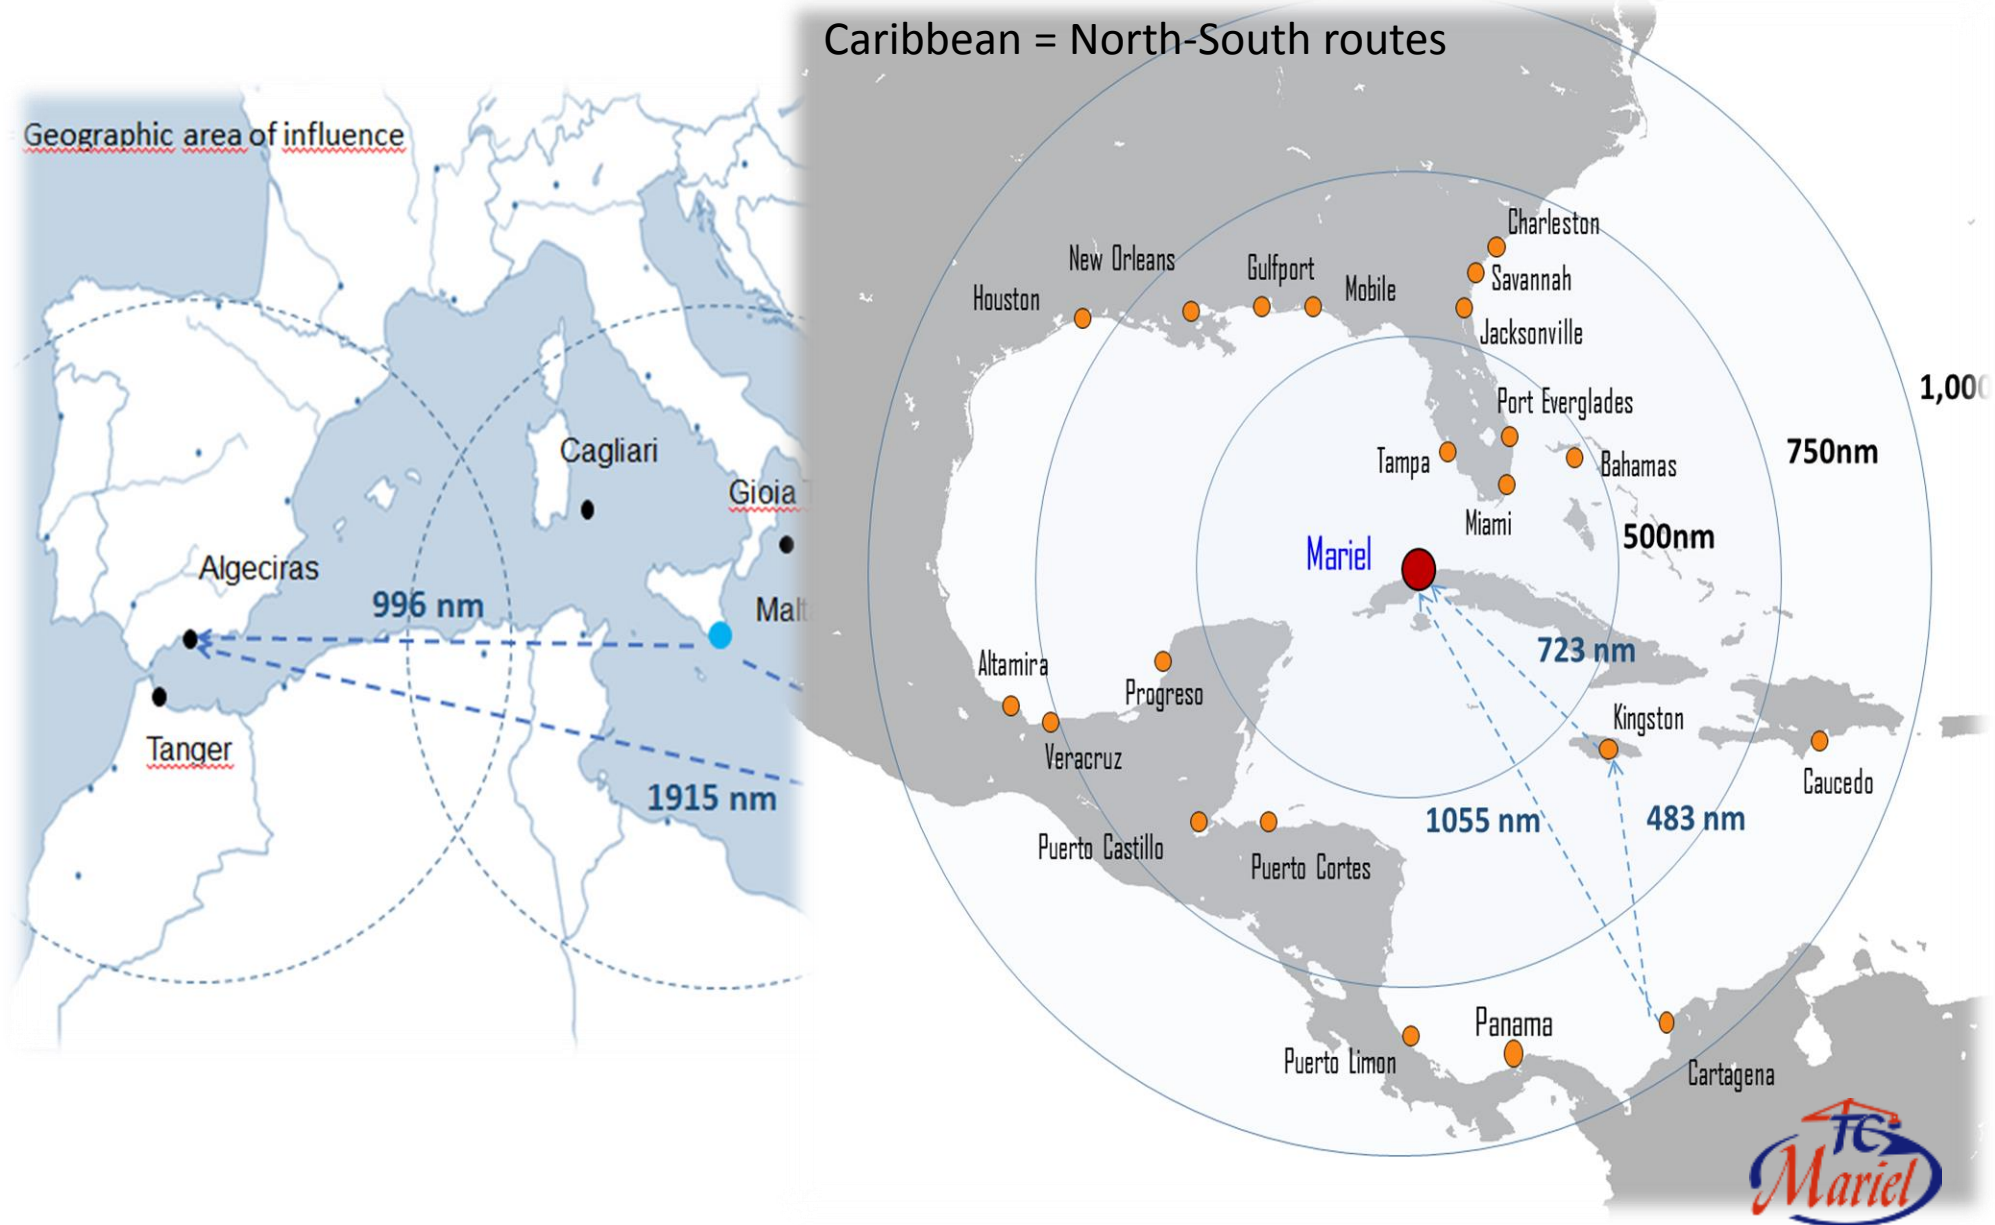 Caribbean = North-South routes
Geographic area of influence
Cagliari
Gioia
Algeciras
996 nm
Tanger
1915 nm
Charleston
New Orleans
Gulfport
Savannah
Houston
Mobile
Jacksonville
1,000
Port Everglades
750nm
Tampa
Bahamas
Miami
500nm
Mariel
723 nm
Altamira
Progreso
Kingston
Veracruz
Caucedo
1055 nm
483 nm
Puerto Castillo
Puerto Cortes
Panama
Puerto Limon
Cartagena
TC
Mariel